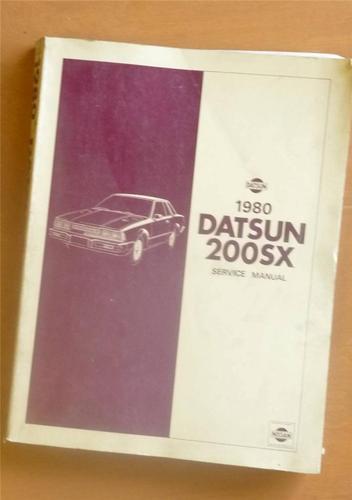 DATSUN
1980
DATSUN
200SX
SERVICE MANUAL
NISSAN